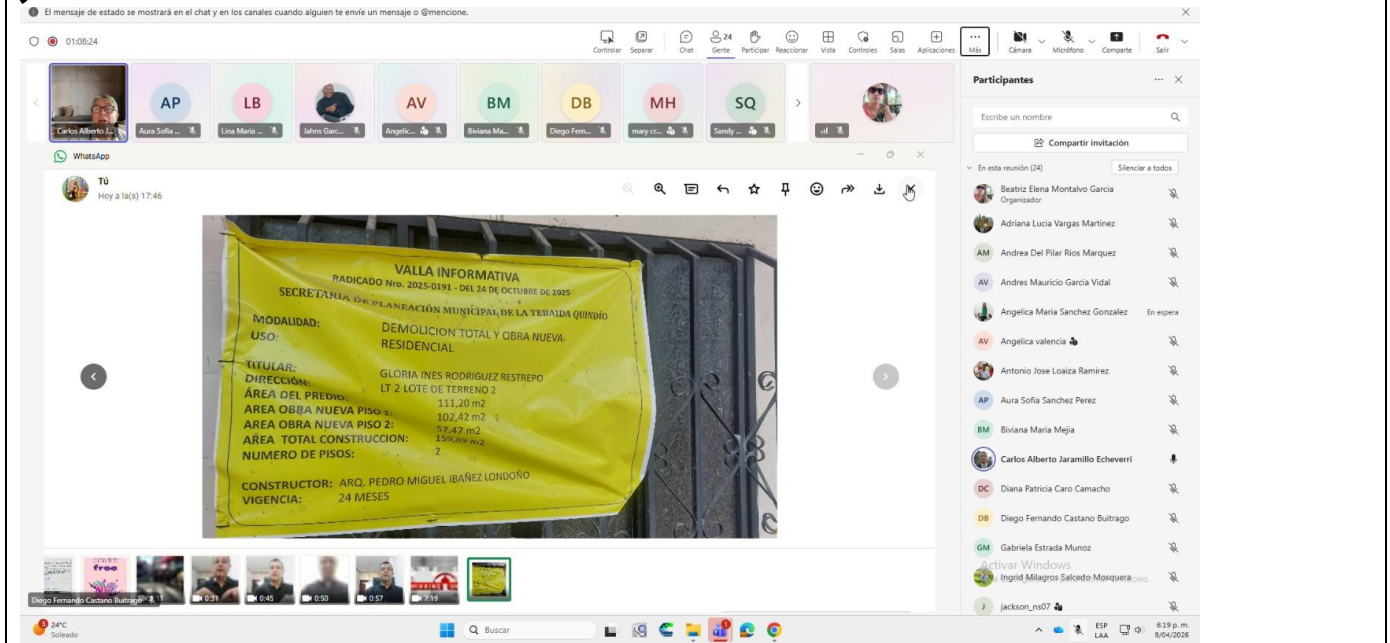 El mensaje de estado se mostrará en el chat y en los canales cuando alguien te envíe un mensaje o @mencione.
01:08:24
Controlar Separar Chat 24 Gente Participar Reaccionar Vista Controles Salas Aplicaciones Más Cámara Micrófono Comparte Salir
AP LB AV BM DB MH SQ
Carlos Alberto J... Aura Sofia ... Lina Maria ... Jahns Garc... Angelic... Biviana Ma... Diego Fern... mary cr... Sandy ...
WhatsApp
Tú
Hoy a la(s) 17:46
VALLA INFORMATIVA
RADICADO Nro. 2025-0191 - DEL 24 DE OCTUBRE DE 2025
SECRETARIA DE PLANEACIÓN MUNICIPAL DE LA TEBAIDA QUINDÍO
MODALIDAD: DEMOLICION TOTAL Y OBRA NUEVA
USO: RESIDENCIAL
TITULAR: GLORIA INES RODRIGUEZ RESTREPO
DIRECCIÓN: LT 2 LOTE DE TERRENO 2
ÁREA DEL PREDIO: 111,20 m2
AREA OBRA NUEVA PISO 1: 102,42 m2
AREA OBRA NUEVA PISO 2: 57,47 m2
AREA TOTAL CONSTRUCCION: 159,89 m2
NUMERO DE PISOS: 2
CONSTRUCTOR: ARQ. PEDRO MIGUEL IBAÑEZ LONDOÑO
VIGENCIA: 24 MESES
free
0:31 0:45 0:50 0:57 7:19
Diego Fernando Castano Buitrago
Participantes
Escribe un nombre
Compartir invitación
En esta reunión (24) Silenciar a todos
Beatriz Elena Montalvo Garcia
Organizador
Adriana Lucia Vargas Martinez
AM Andrea Del Pilar Rios Marquez
AV Andres Mauricio Garcia Vidal
Angelica Maria Sanchez Gonzalez En espera
AV Angelica valencia
Antonio Jose Loaiza Ramirez
AP Aura Sofia Sanchez Perez
BM Biviana Maria Mejia
Carlos Alberto Jaramillo Echeverri
DC Diana Patricia Caro Camacho
DB Diego Fernando Castano Buitrago
GM Gabriela Estrada Munoz
Activar Windows
Ingrid Milagros Salcedo Mosquera
J jackson_ns07
24°C
Soleado
Buscar
ESP
LAA
6:19 p. m.
9/04/2026